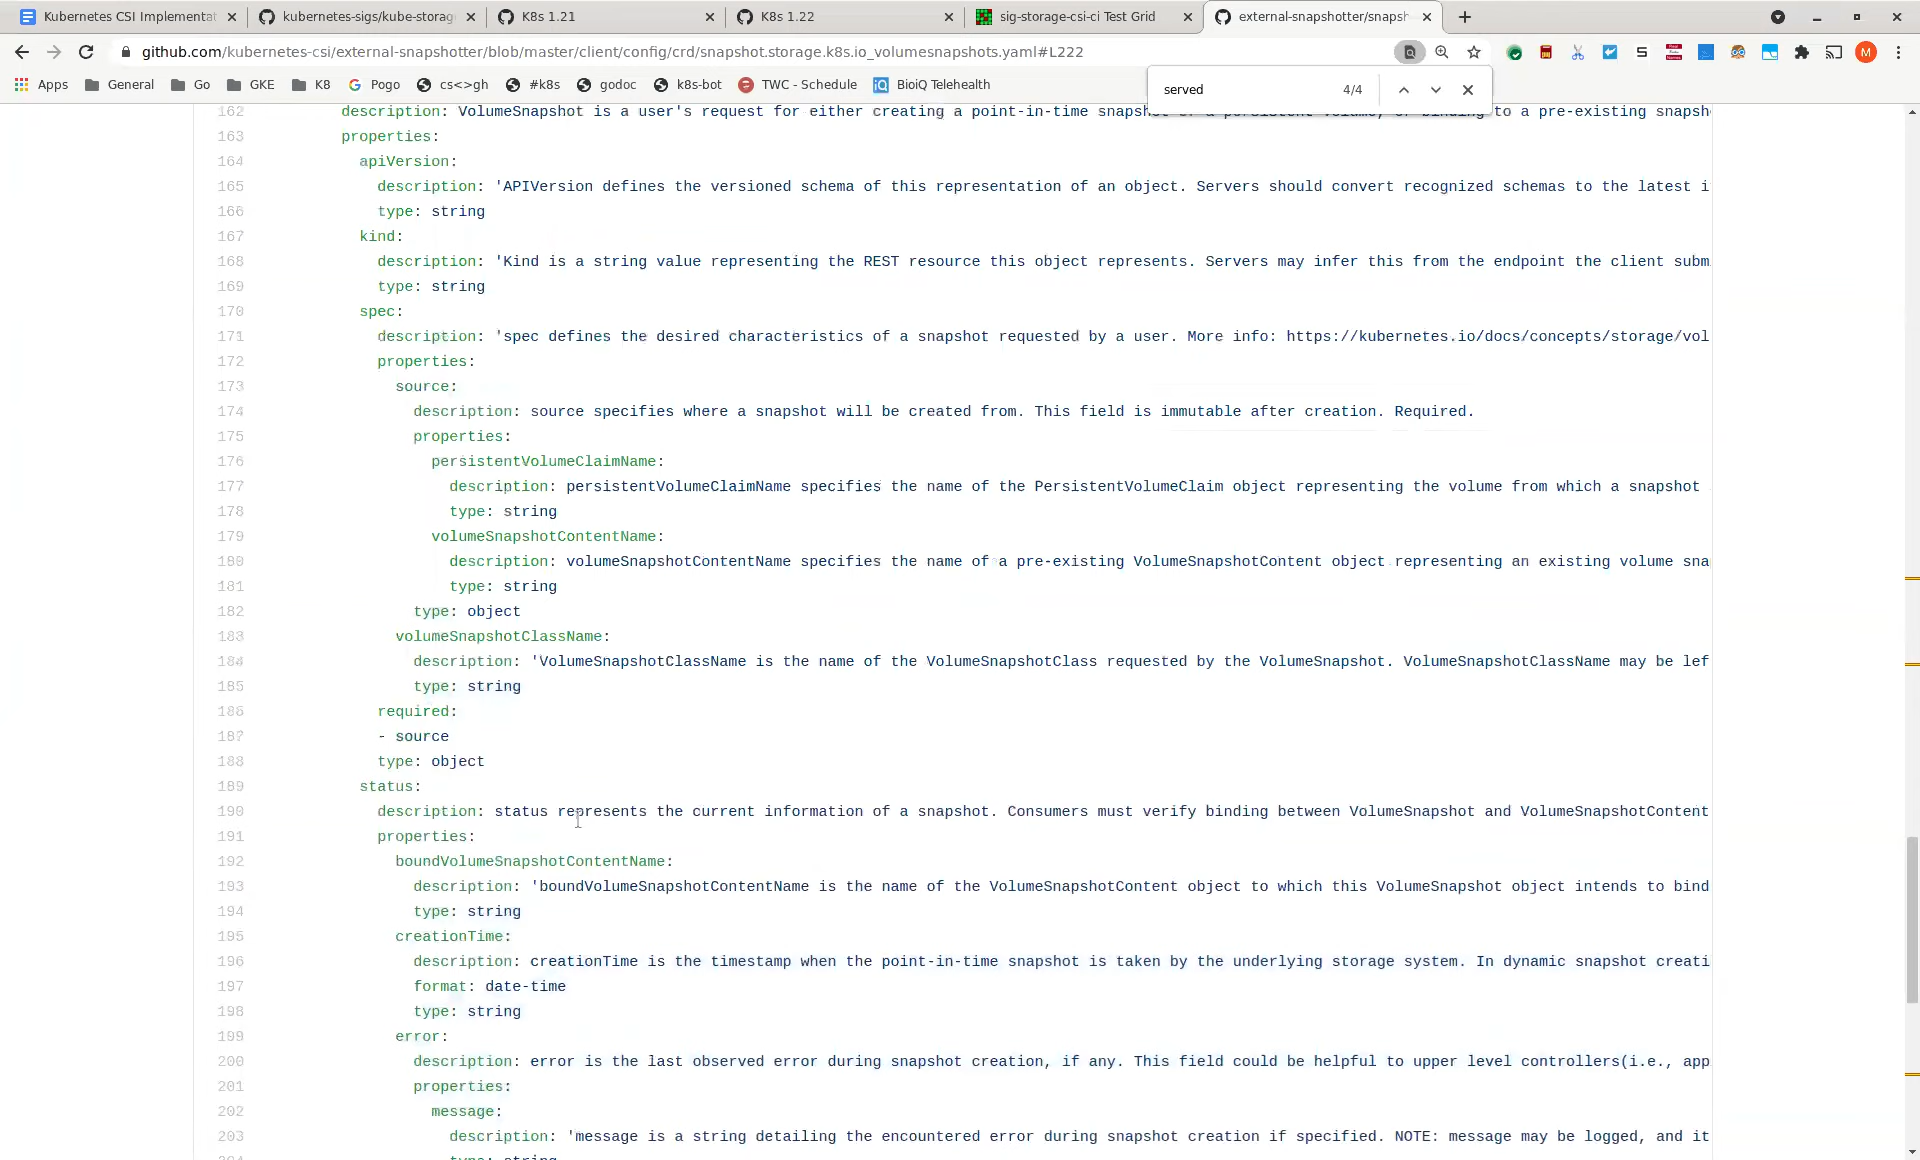 Kubernetes CSI Implementat
kubernetes-sigs/kube-storag
K8s 1.21
K8s 1.22
sig-storage-csi-ci Test Grid
external-snapshotter/snapsh
github.com/kubernetes-csi/external-snapshotter/blob/master/client/config/crd/snapshot.storage.k8s.io_volumesnapshots.yaml#L222
M
Apps
General
Go
GKE
K8
Pogo
cs<>gh
#k8s
godoc
k8s-bot
TWC - Schedule
BioiQ Telehealth
served 4/4
162 description: VolumeSnapshot is a user's request for either creating a point-in-time snapshot of a persistent volume, or binding to a pre-existing snapsh
163 properties:
164 apiVersion:
165 description: 'APIVersion defines the versioned schema of this representation of an object. Servers should convert recognized schemas to the latest i
166 type: string
167 kind:
168 description: 'Kind is a string value representing the REST resource this object represents. Servers may infer this from the endpoint the client subm
169 type: string
170 spec:
171 description: 'spec defines the desired characteristics of a snapshot requested by a user. More info: https://kubernetes.io/docs/concepts/storage/vol
172 properties:
173 source:
174 description: source specifies where a snapshot will be created from. This field is immutable after creation. Required.
175 properties:
176 persistentVolumeClaimName:
177 description: persistentVolumeClaimName specifies the name of the PersistentVolumeClaim object representing the volume from which a snapshot
178 type: string
179 volumeSnapshotContentName:
180 description: volumeSnapshotContentName specifies the name of a pre-existing VolumeSnapshotContent object representing an existing volume sna
181 type: string
182 type: object
183 volumeSnapshotClassName:
184 description: 'VolumeSnapshotClassName is the name of the VolumeSnapshotClass requested by the VolumeSnapshot. VolumeSnapshotClassName may be lef
185 type: string
186 required:
187 - source
188 type: object
189 status:
190 description: status represents the current information of a snapshot. Consumers must verify binding between VolumeSnapshot and VolumeSnapshotContent
191 properties:
192 boundVolumeSnapshotContentName:
193 description: 'boundVolumeSnapshotContentName is the name of the VolumeSnapshotContent object to which this VolumeSnapshot object intends to bind
194 type: string
195 creationTime:
196 description: creationTime is the timestamp when the point-in-time snapshot is taken by the underlying storage system. In dynamic snapshot creati
197 format: date-time
198 type: string
199 error:
200 description: error is the last observed error during snapshot creation, if any. This field could be helpful to upper level controllers(i.e., app
201 properties:
202 message:
203 description: 'message is a string detailing the encountered error during snapshot creation if specified. NOTE: message may be logged, and it
204 type: string